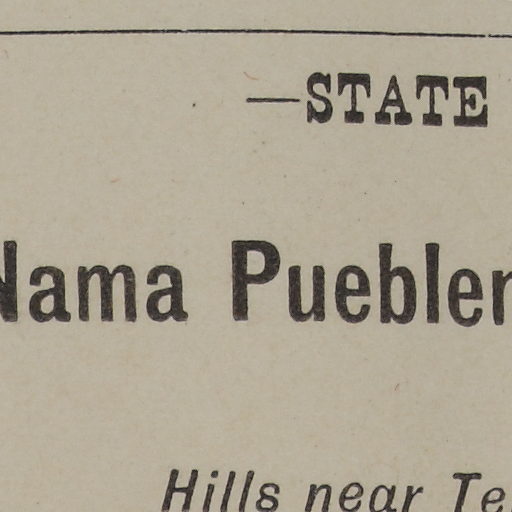 —STATE
Nama Puebler
Hills near Te